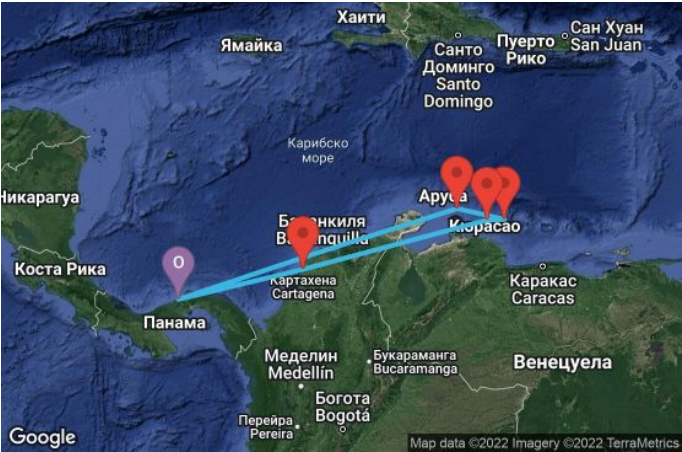 Хаити
Ямайка
Сан Хуан
San Juan
Пуерто
Рико
Санто
Доминго
Santo
Domingo
Карибско
море
Никарагуа
Аруба
Кюрасао
Баранкиля
Barranquilla
Коста Рика
O
Картахена
Cartagena
Каракас
Caracas
Панама
Меделин
Medellín
Букараманга
Bucaramanga
Венецуела
Богота
Bogotá
Перейра
Pereira
Google
Map data ©2022 Imagery ©2022 TerraMetrics